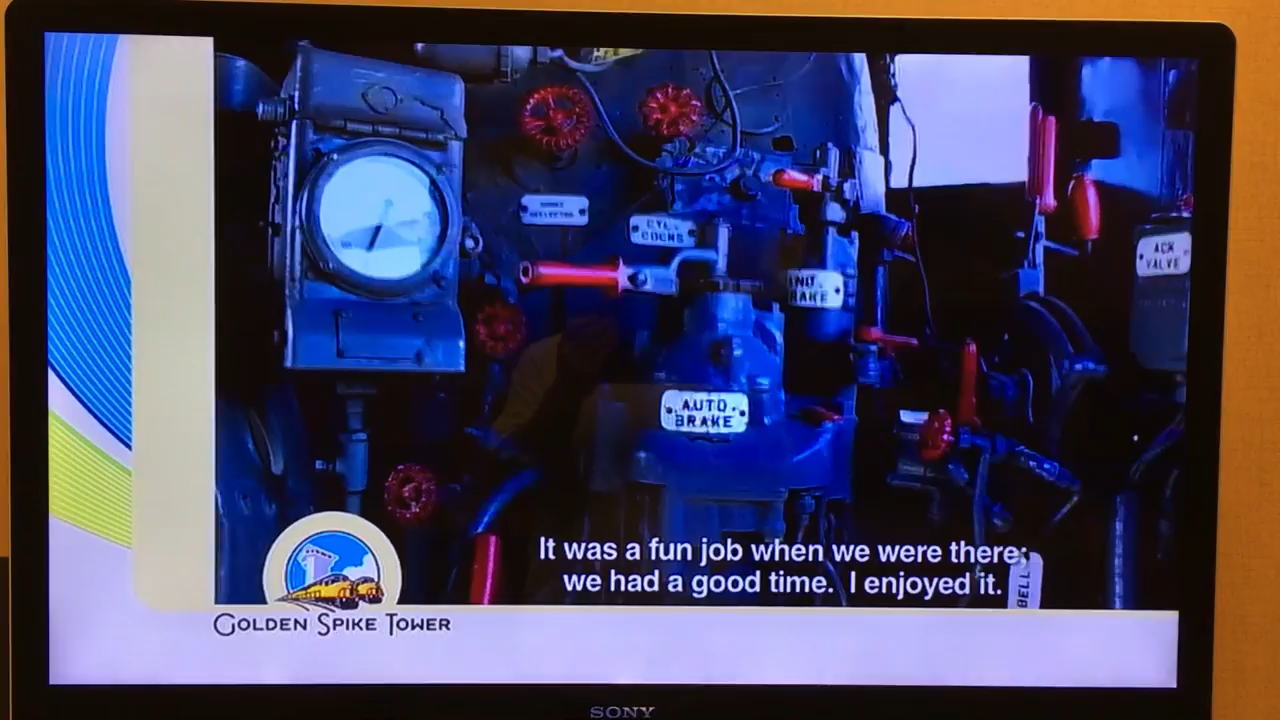 CYL.
COCKS
ACK
VALVE
AUTO.
BRAKE
It was a fun job when we were there;
we had a good time. I enjoyed it.
BELL
GOLDEN SPIKE TOWER
SONY